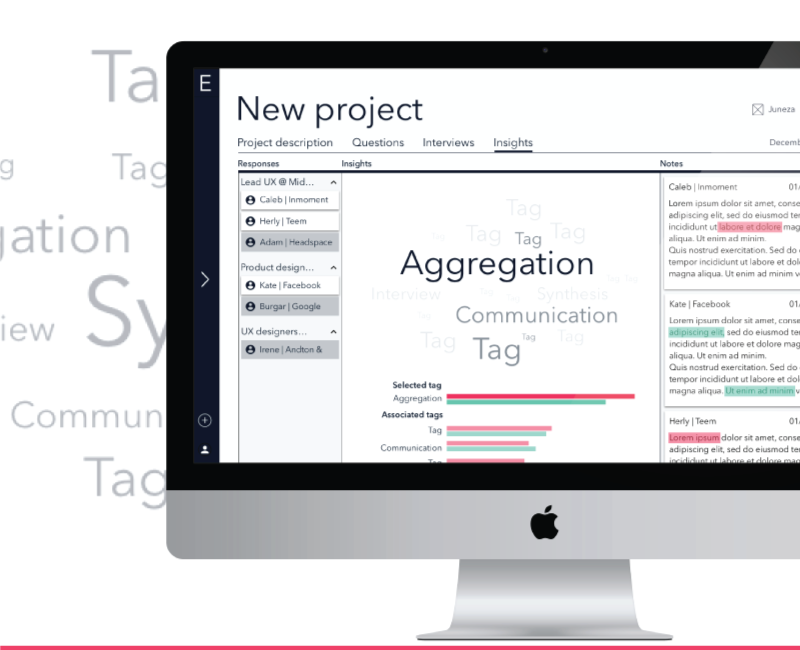 Ta
g
Tag
gation
Sy
iew
Commun
Tag
E
New project
Juneza
Project description Questions Interviews Insights
Decemb
Responses Insights Notes
Lead UX @ Mid...
Caleb | Inmoment
Herly | Teem
Adam | Headspace
Product design...
Kate | Facebook
Burgar | Google
UX designers...
Irene | Andton &
Tag
Tag
Tag
Tag
Aggregation
Interview
Synthesis
Communication
Tag
Tag
Tag
Tag
Selected tag
Aggregation
Associated tags
Tag
Communication
Tag
Caleb | Inmoment 01/
Lorem ipsum dolor sit amet, conse
adipiscing elit, sed do eiusmod ter
incididunt ut labore et dolore mag
aliqua. Ut enim ad minim.
Quis nostrud exercitation. Sed do
tempor incididunt ut labore et dolo
magna aliqua. Ut enim ad minim v
Kate | Facebook 01/
Lorem ipsum dolor sit amet, conse
adipiscing elit, sed do eiusmod ter
incididunt ut labore et dolore mag
aliqua. Ut enim ad minim.
Quis nostrud exercitation. Sed do
tempor incididunt ut labore et dolo
magna aliqua. Ut enim ad minim v
Herly | Teem 01/
Lorem ipsum dolor sit amet, conse
adipiscing elit, sed do eiusmod ter
incididunt ut labore et dolore mag